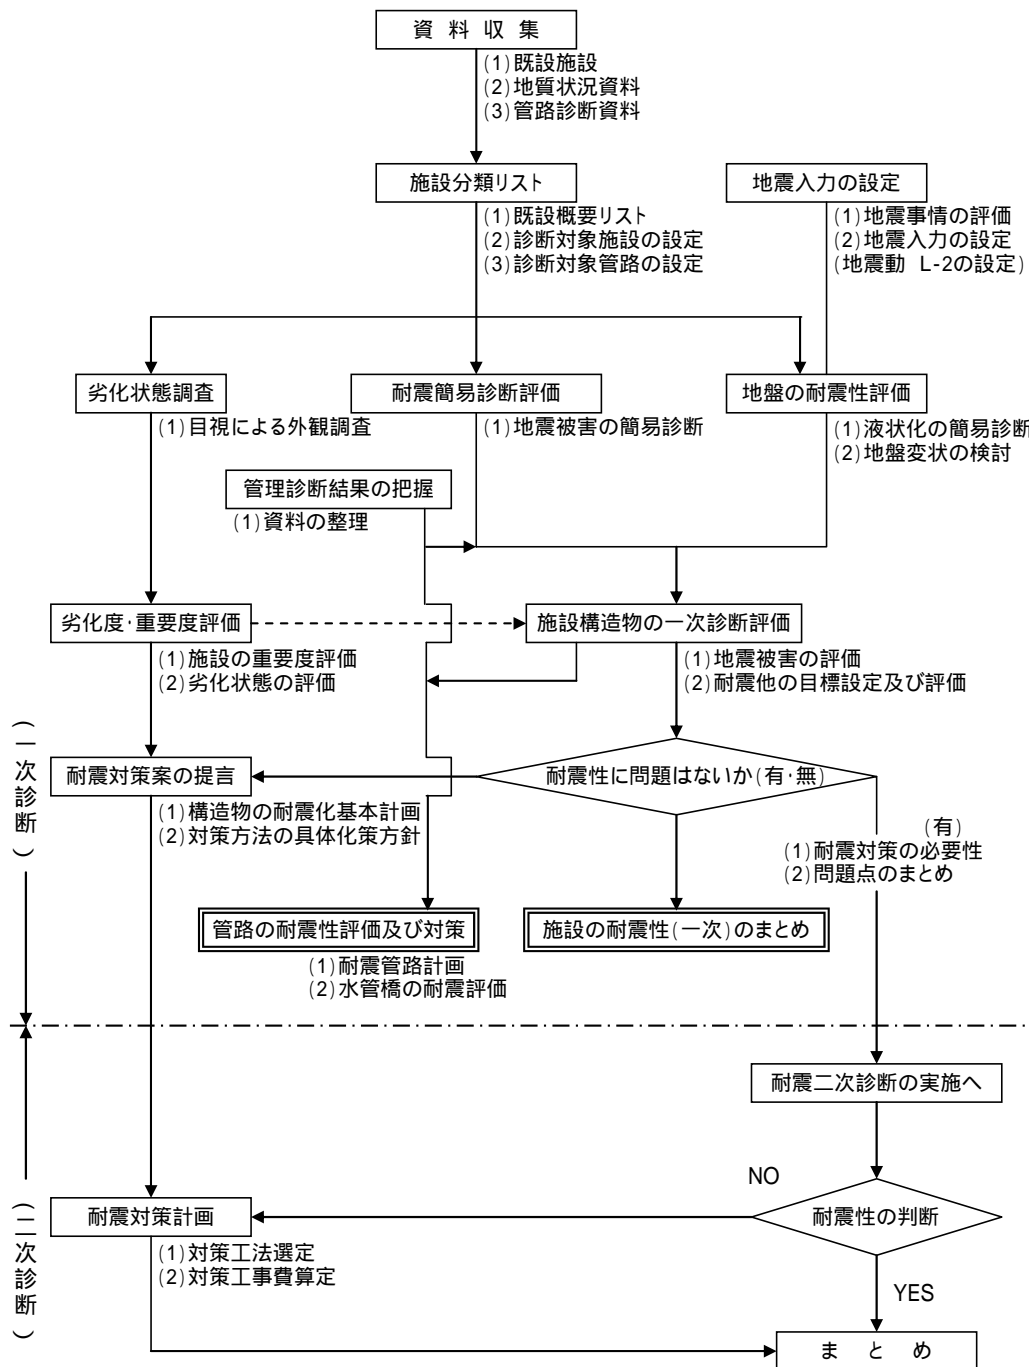 資料収集
(1)既設施設
(2)地質状況資料
(3)管路診断資料
施設分類リスト
(1)既設概要リスト
(2)診断対象施設の設定
(3)診断対象管路の設定
地震入力の設定
(1)地震事情の評価
(2)地震入力の設定
(地震動 L-2の設定)
劣化状態調査
(1)目視による外観調査
耐震簡易診断評価
(1)地震被害の簡易診断
地盤の耐震性評価
(1)液状化の簡易診断
(2)地盤変状の検討
管理診断結果の把握
(1)資料の整理
劣化度・重要度評価
(1)施設の重要度評価
(2)劣化状態の評価
施設構造物の一次診断評価
(1)地震被害の評価
(2)耐震他の目標設定及び評価
(一次診断)
耐震対策案の提言
(1)構造物の耐震化基本計画
(2)対策方法の具体化策方針
耐震性に問題はないか(有・無)
(有)
(1)耐震対策の必要性
(2)問題点のまとめ
管路の耐震性評価及び対策
(1)耐震管路計画
(2)水管橋の耐震評価
施設の耐震性(一次)のまとめ
耐震二次診断の実施へ
(二次診断)
NO
耐震性の判断
耐震対策計画
(1)対策工法選定
(2)対策工事費算定
YES
まとめ